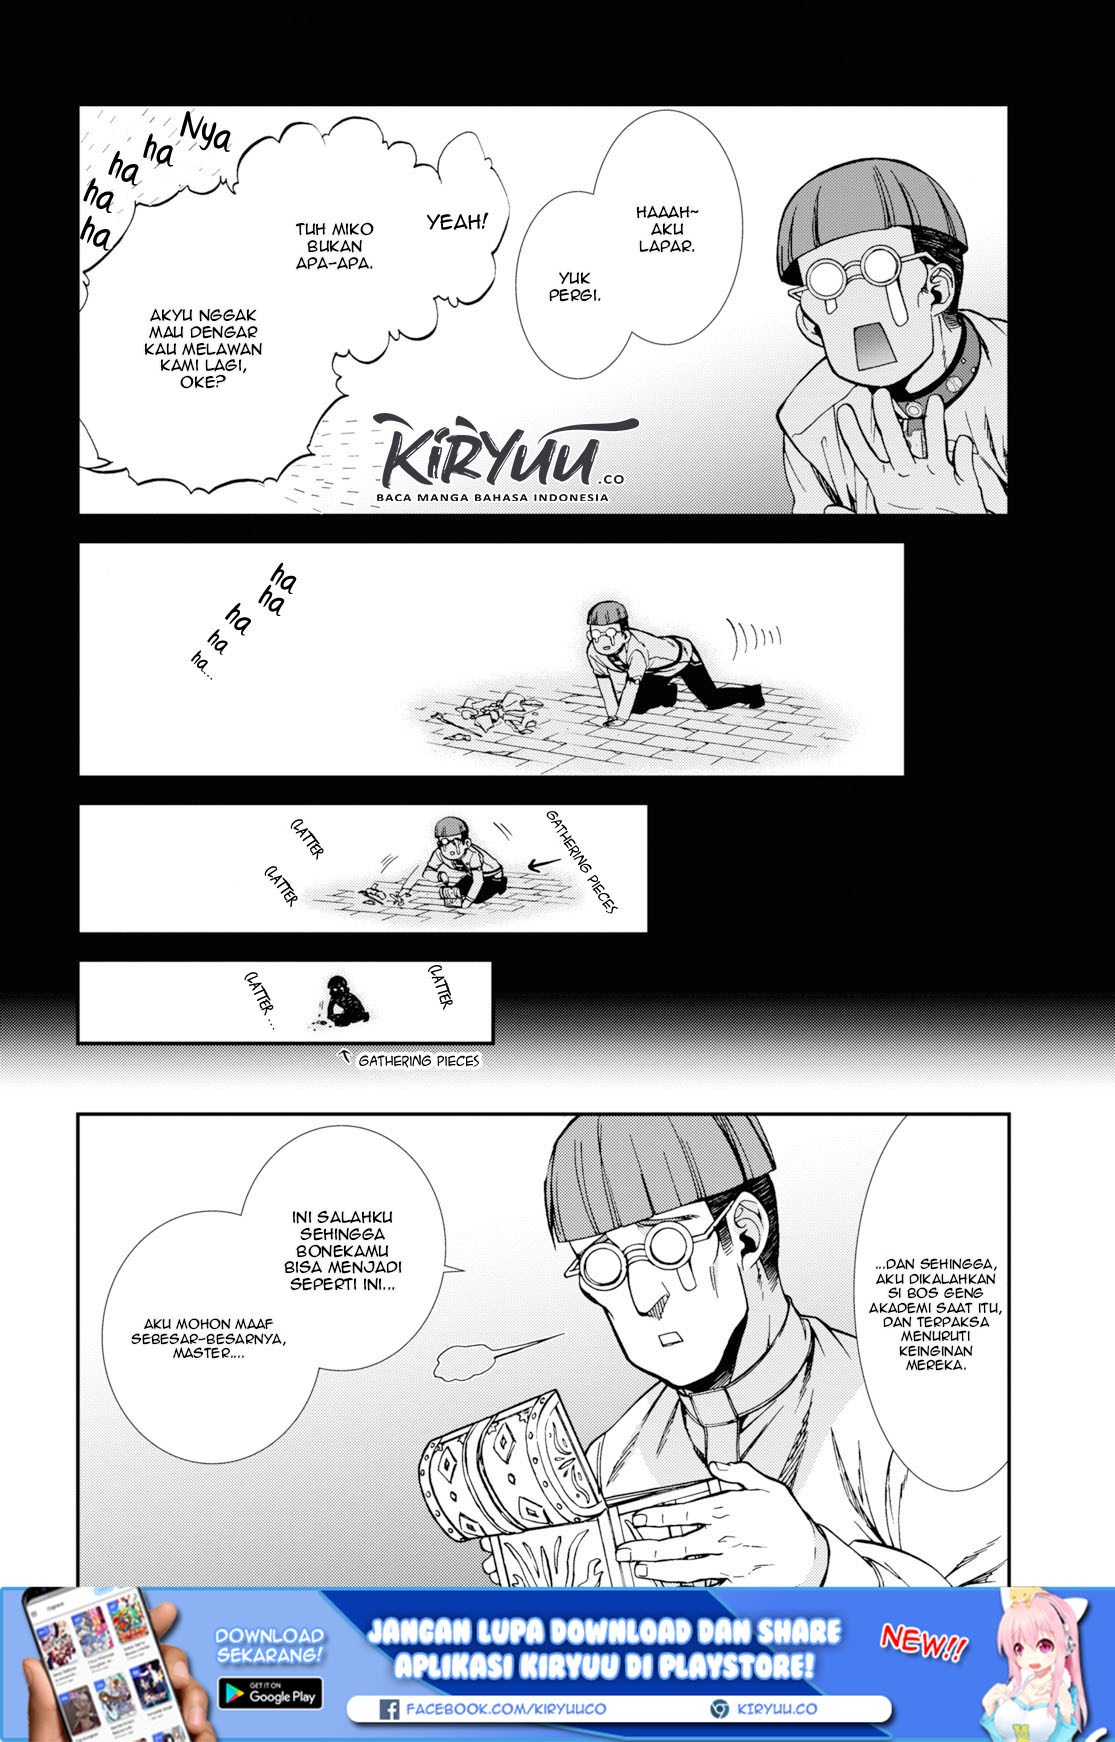 HAAAH~
AKU
LAPAR.
YUK
PERGI.
YEAH!
TUH MIKO
BUKAN
APA-APA.
AKYU NGGAK
MAU DENGAR
KAU MELAWAN
KAMI LAGI,
OKE?
Nya
ha
ha
ha
ha
KiRYUU.CO
BACA MANGA BAHASA INDONESIA
ha
ha
ha
ha
ha...
GATHERING PIECES
CLATTER
CLATTER
CLATTER
CLATTER...
GATHERING PIECES
...DAN SEHINGGA,
AKU DIKALAHKAN
SI BOS GENG
AKADEMI SAAT ITU,
DAN TERPAKSA
MENURUTI
KEINGINAN
MEREKA.
INI SALAHKU
SEHINGGA
BONEKAMU
BISA MENJADI
SEPERTI INI...
AKU MOHON MAAF
SEBESAR-BESARNYA,
MASTER....
DOWNLOAD
SEKARANG!
GET IT ON
Google Play
JANGAN LUPA DOWNLOAD DAN SHARE
APLIKASI KIRYUU DI PLAYSTORE!
NEW!!
FACEBOOK.COM/KIRYUUCO
KIRYUU.CO